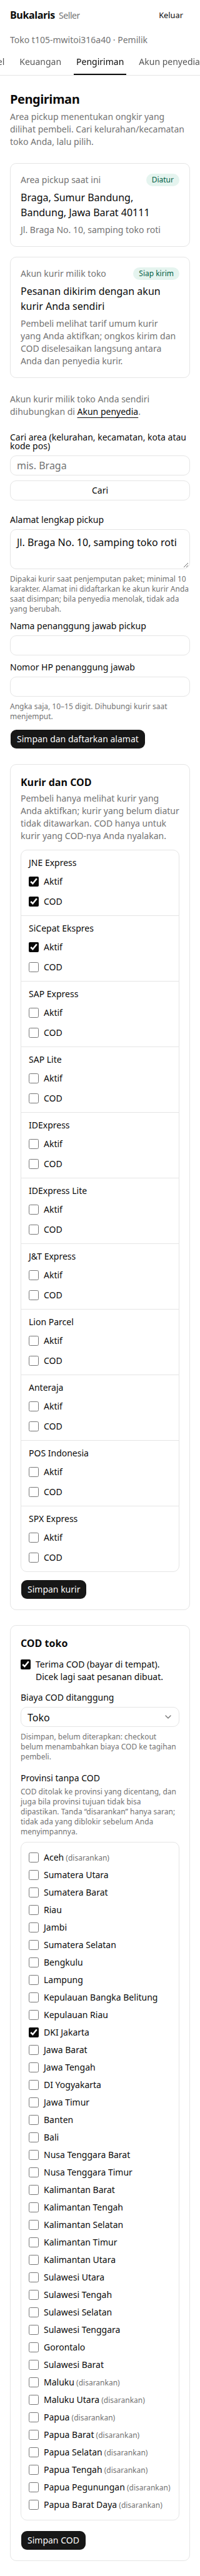 Bukalaris Seller Keluar
Toko t105-mwitoi316a40 · Pemilik
el Keuangan Pengiriman Akun penyedia
Pengiriman
Area pickup menentukan ongkir yang
dilihat pembeli. Cari kelurahan/kecamatan
toko Anda, lalu pilih.
Area pickup saat ini Diatur
Braga, Sumur Bandung,
Bandung, Jawa Barat 40111
Jl. Braga No. 10, samping toko roti
Akun kurir milik toko Siap kirim
Pesanan dikirim dengan akun
kurir Anda sendiri
Pembeli melihat tarif umum kurir
yang Anda aktifkan; ongkos kirim dan
COD diselesaikan langsung antara
Anda dan penyedia kurir.
Akun kurir milik toko Anda sendiri
dihubungkan di Akun penyedia.
Cari area (kelurahan, kecamatan, kota atau
kode pos)
mis. Braga
Cari
Alamat lengkap pickup
Jl. Braga No. 10, samping toko roti
Dipakai kurir saat penjemputan paket; minimal 10
karakter. Alamat ini didaftarkan ke akun kurir Anda
saat disimpan; bila penyedia menolak, tidak ada
yang berubah.
Nama penanggung jawab pickup
Nomor HP penanggung jawab
Angka saja, 10–15 digit. Dihubungi kurir saat
menjemput.
Simpan dan daftarkan alamat
Kurir dan COD
Pembeli hanya melihat kurir yang
Anda aktifkan; kurir yang belum diatur
tidak ditawarkan. COD hanya untuk
kurir yang COD-nya Anda nyalakan.
JNE Express
Aktif
COD
SiCepat Ekspres
Aktif
COD
SAP Express
Aktif
COD
SAP Lite
Aktif
COD
IDExpress
Aktif
COD
IDExpress Lite
Aktif
COD
J&T Express
Aktif
COD
Lion Parcel
Aktif
COD
Anteraja
Aktif
COD
POS Indonesia
Aktif
COD
SPX Express
Aktif
COD
Simpan kurir
COD toko
Terima COD (bayar di tempat).
Dicek lagi saat pesanan dibuat.
Biaya COD ditanggung
Toko
Disimpan, belum diterapkan: checkout
belum menambahkan biaya COD ke tagihan
pembeli.
Provinsi tanpa COD
COD ditolak ke provinsi yang dicentang, dan
juga bila provinsi tujuan tidak bisa
dipastikan. Tanda “disarankan” hanya saran;
tidak ada yang diblokir sebelum Anda
menyimpannya.
Aceh (disarankan)
Sumatera Utara
Sumatera Barat
Riau
Jambi
Sumatera Selatan
Bengkulu
Lampung
Kepulauan Bangka Belitung
Kepulauan Riau
DKI Jakarta
Jawa Barat
Jawa Tengah
DI Yogyakarta
Jawa Timur
Banten
Bali
Nusa Tenggara Barat
Nusa Tenggara Timur
Kalimantan Barat
Kalimantan Tengah
Kalimantan Selatan
Kalimantan Timur
Kalimantan Utara
Sulawesi Utara
Sulawesi Tengah
Sulawesi Selatan
Sulawesi Tenggara
Gorontalo
Sulawesi Barat
Maluku (disarankan)
Maluku Utara (disarankan)
Papua (disarankan)
Papua Barat (disarankan)
Papua Selatan (disarankan)
Papua Tengah (disarankan)
Papua Pegunungan (disarankan)
Papua Barat Daya (disarankan)
Simpan COD